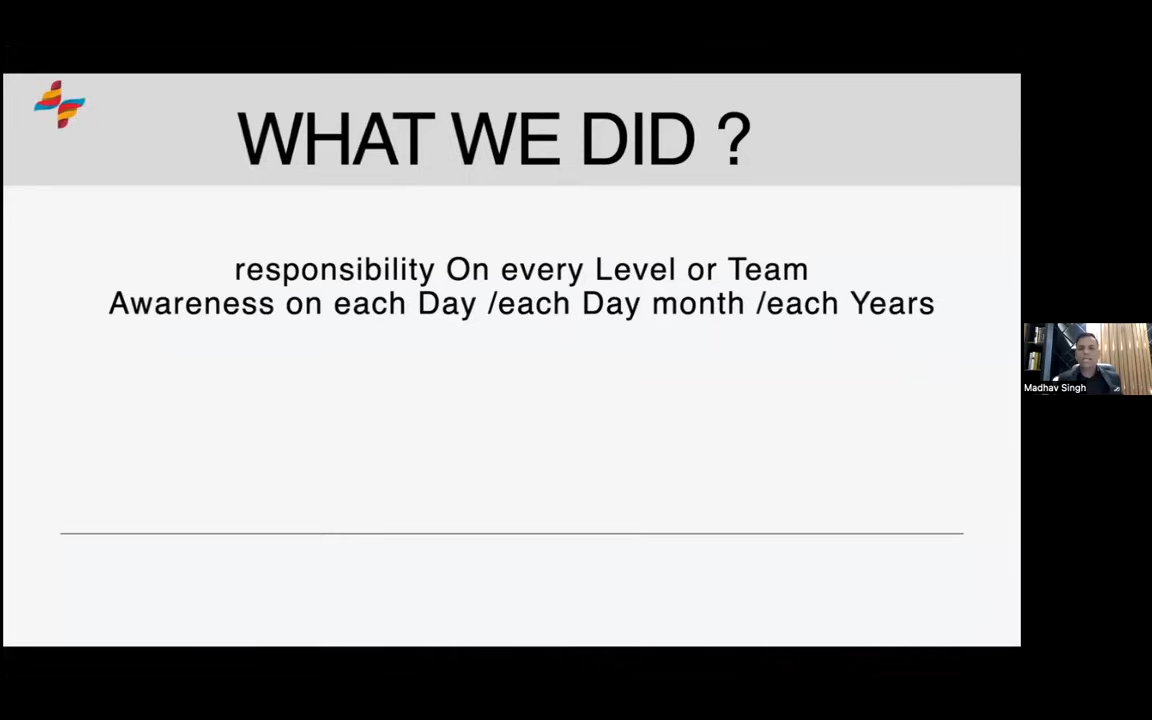 WHAT WE DID ?
responsibility On every Level or Team
Awareness on each Day /each Day month /each Years
Madhav Singh